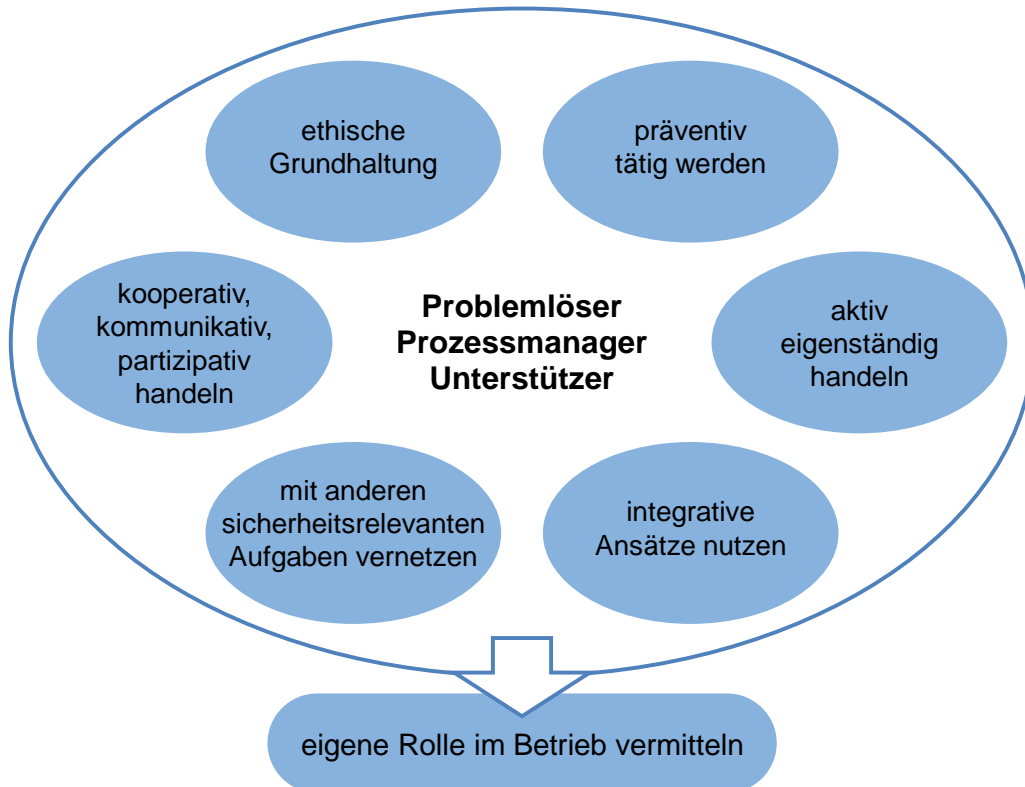 ethische
Grundhaltung
präventiv
tätig werden
kooperativ,
kommunikativ,
partizipativ
handeln
Problemlöser
Prozessmanager
Unterstützer
aktiv
eigenständig
handeln
mit anderen
sicherheitsrelevanten
Aufgaben vernetzen
integrative
Ansätze nutzen
eigene Rolle im Betrieb vermitteln